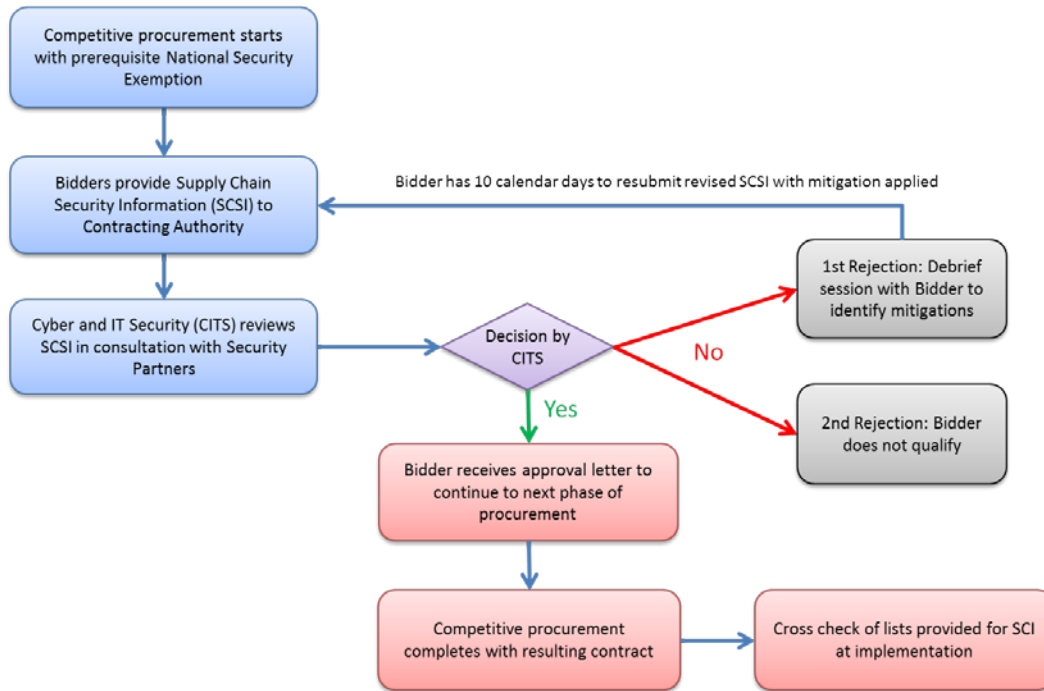 Competitive procurement starts
with prerequisite National Security
Exemption
Bidders provide Supply Chain
Security Information (SCSI) to
Contracting Authority
Bidder has 10 calendar days to resubmit revised SCSI with mitigation applied
1st Rejection: Debrief
session with Bidder to
identify mitigations
Cyber and IT Security (CITS) reviews
SCSI in consultation with Security
Partners
Decision by
CITS
No
Yes
2nd Rejection: Bidder
does not qualify
Bidder receives approval letter to
continue to next phase of
procurement
Competitive procurement
completes with resulting contract
Cross check of lists provided for SCI
at implementation